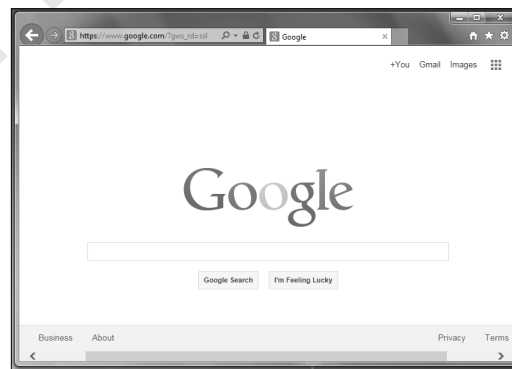 https://www.google.com/?gws_rd=ssl Google
+You Gmail Images
Google
Google Search I'm Feeling Lucky
Business About Privacy Terms